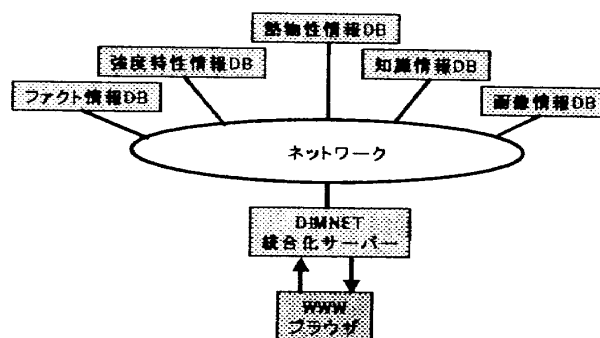 熱物性情報DB
強度特性情報DB
知識情報DB
ファクト情報DB
画像情報DB
ネットワーク
DIMNET
統合化サーバー
WWW
ブラウザ